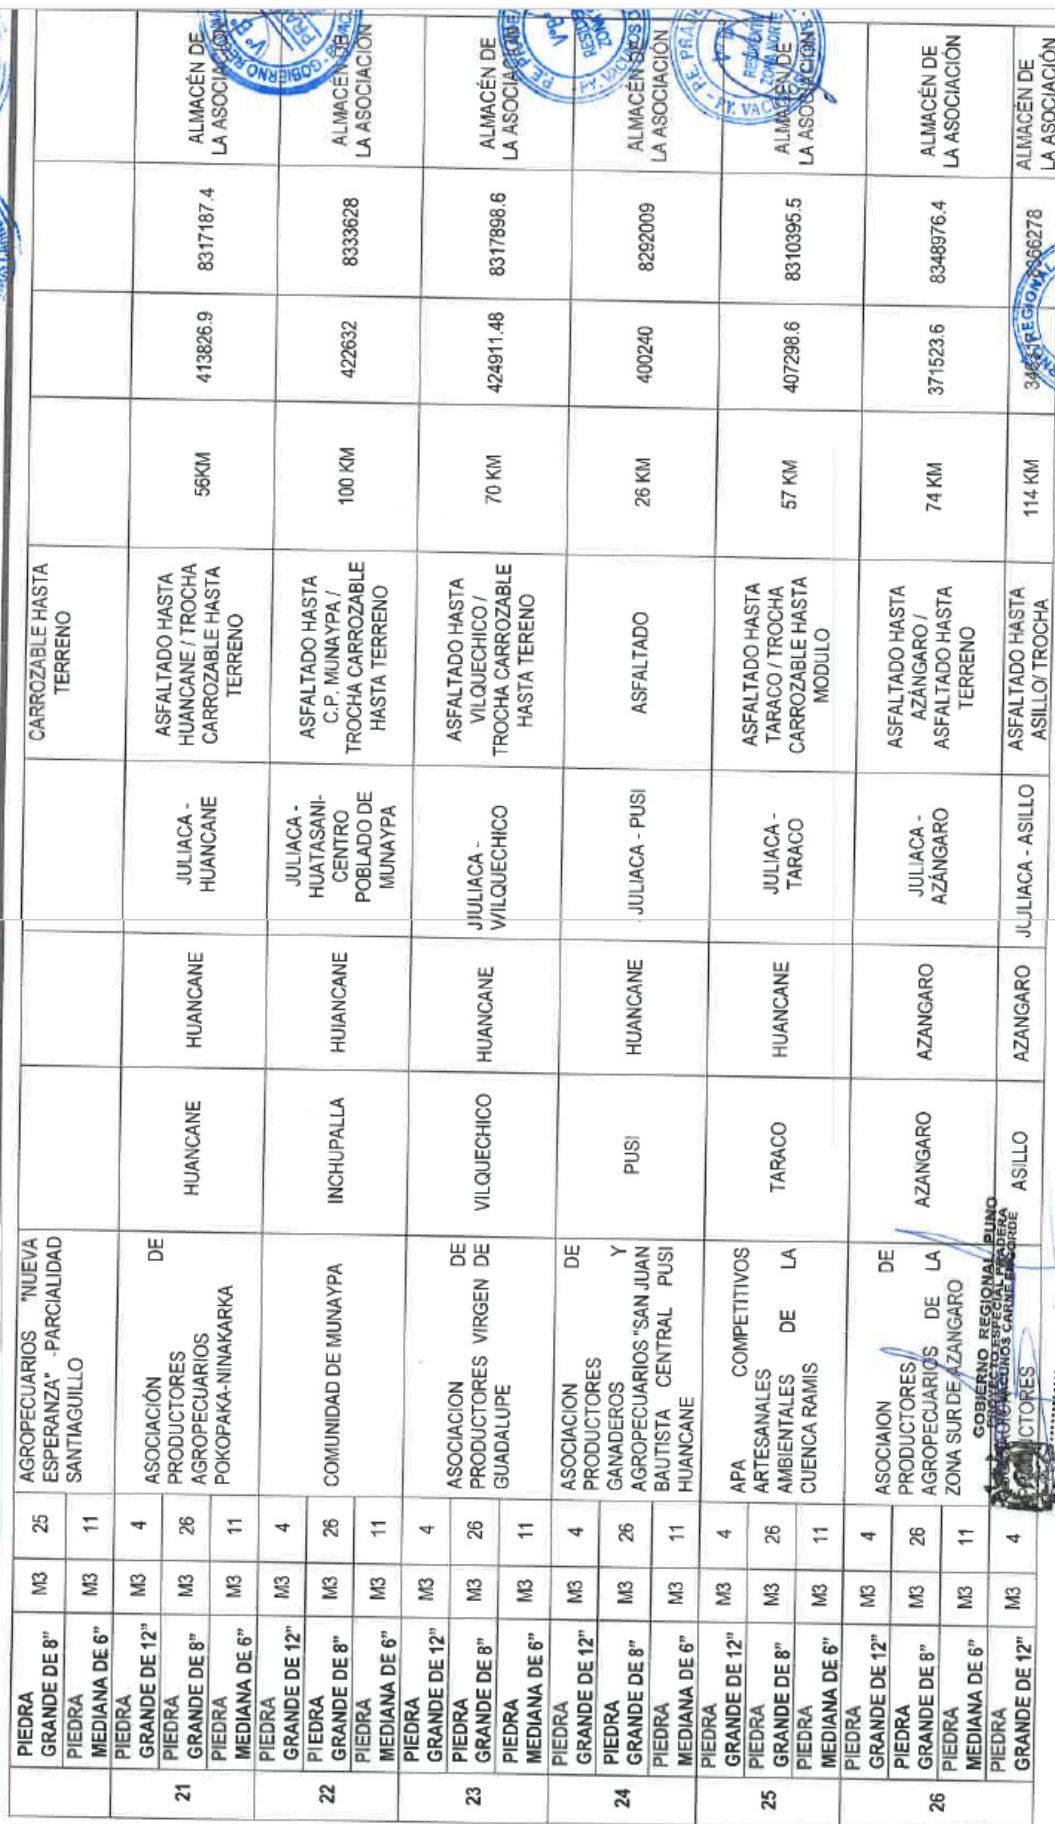 PIEDRA GRANDE DE 8" M3 25 AGROPECUARIOS "NUEVA CARROZABLE HASTA
PIEDRA MEDIANA DE 6" M3 11 ESPERANZA" -PARCIALIDAD TERRENO
SANTIAGUILLO
21
PIEDRA GRANDE DE 12" M3 4
PIEDRA GRANDE DE 8" M3 26
PIEDRA MEDIANA DE 6" M3 11
ASOCIACIÓN DE
PRODUCTORES
AGROPECUARIOS
POKOPAKA-NINAKARKA
HUANCANE
HUANCANE
JULIACA -
HUANCANE
ASFALTADO HASTA
HUANCANE / TROCHA
CARROZABLE HASTA
TERRENO
56KM
413826.9
8317187.4
ALMACÉN DE
LA ASOCIACIÓN
22
PIEDRA GRANDE DE 12" M3 4
PIEDRA GRANDE DE 8" M3 26
PIEDRA MEDIANA DE 6" M3 11
COMUNIDAD DE MUNAYPA
INCHUPALLA
HUIANCANE
JULIACA -
HUATASANI-
CENTRO
POBLADO DE
MUNAYPA
ASFALTADO HASTA
C.P. MUNAYPA /
TROCHA CARROZABLE
HASTA TERRENO
100 KM
422632
8333628
ALMACÉN DE
LA ASOCIACIÓN
23
PIEDRA GRANDE DE 12" M3 4
PIEDRA GRANDE DE 8" M3 26
PIEDRA MEDIANA DE 6" M3 11
ASOCIACION DE
PRODUCTORES VIRGEN DE
GUADALUPE
VILQUECHICO
HUANCANE
JIULIACA -
WILQUECHICO
ASFALTADO HASTA
VILQUECHICO /
TROCHA CARROZABLE
HASTA TERENO
70 KM
424911.48
8317898.6
ALMACÉN DE
LA ASOCIACIÓN
24
PIEDRA GRANDE DE 12" M3 4
PIEDRA GRANDE DE 8" M3 26
PIEDRA MEDIANA DE 6" M3 11
ASOCIACION DE
PRODUCTORES
GANADEROS Y
AGROPECUARIOS "SAN JUAN
BAUTISTA CENTRAL PUSI
HUANCANE
PUSI
HUANCANE
JULIACA - PUSI
ASFALTADO
26 KM
400240
8292009
ALMACÉN DE
LA ASOCIACIÓN
25
PIEDRA GRANDE DE 12" M3 4
PIEDRA GRANDE DE 8" M3 26
PIEDRA MEDIANA DE 6" M3 11
APA COMPETITIVOS
ARTESANALES
AMBIENTALES DE LA
CUENCA RAMIS
TARACO
HUANCANE
JULIACA -
TARACO
ASFALTADO HASTA
TARACO / TROCHA
CARROZABLE HASTA
MODULO
57 KM
407298.6
8310395.5
ALMACÉN DE
LA ASOCIACIÓN
26
PIEDRA GRANDE DE 12" M3 4
PIEDRA GRANDE DE 8" M3 26
PIEDRA MEDIANA DE 6" M3 11
ASOCIAION DE
PRODUCTORES
AGROPECUARIOS DE LA
ZONA SUR DE AZANGARO
AZANGARO
AZANGARO
JULIACA -
AZÁNGARO
ASFALTADO HASTA
AZÁNGARO /
ASFALTADO HASTA
TERRENO
74 KM
371523.6
8348976.4
ALMACÉN DE
LA ASOCIACIÓN
PIEDRA GRANDE DE 12" M3 4
ASILLO
AZANGARO
JULIACA - ASILLO
ASFALTADO HASTA
ASILLO/ TROCHA
114 KM
ALMACÉN DE
LA ASOCIACIÓN
GOBIERNO REGIONAL PUNO
PROYECTO ESPECIAL PRADERA